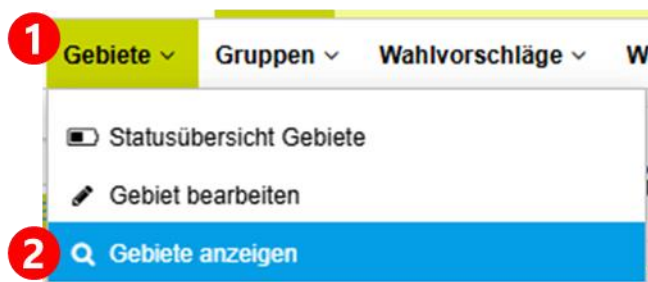 1
Gebiete Gruppen Wahlvorschläge W
Statusübersicht Gebiete
Gebiet bearbeiten
2 Gebiete anzeigen